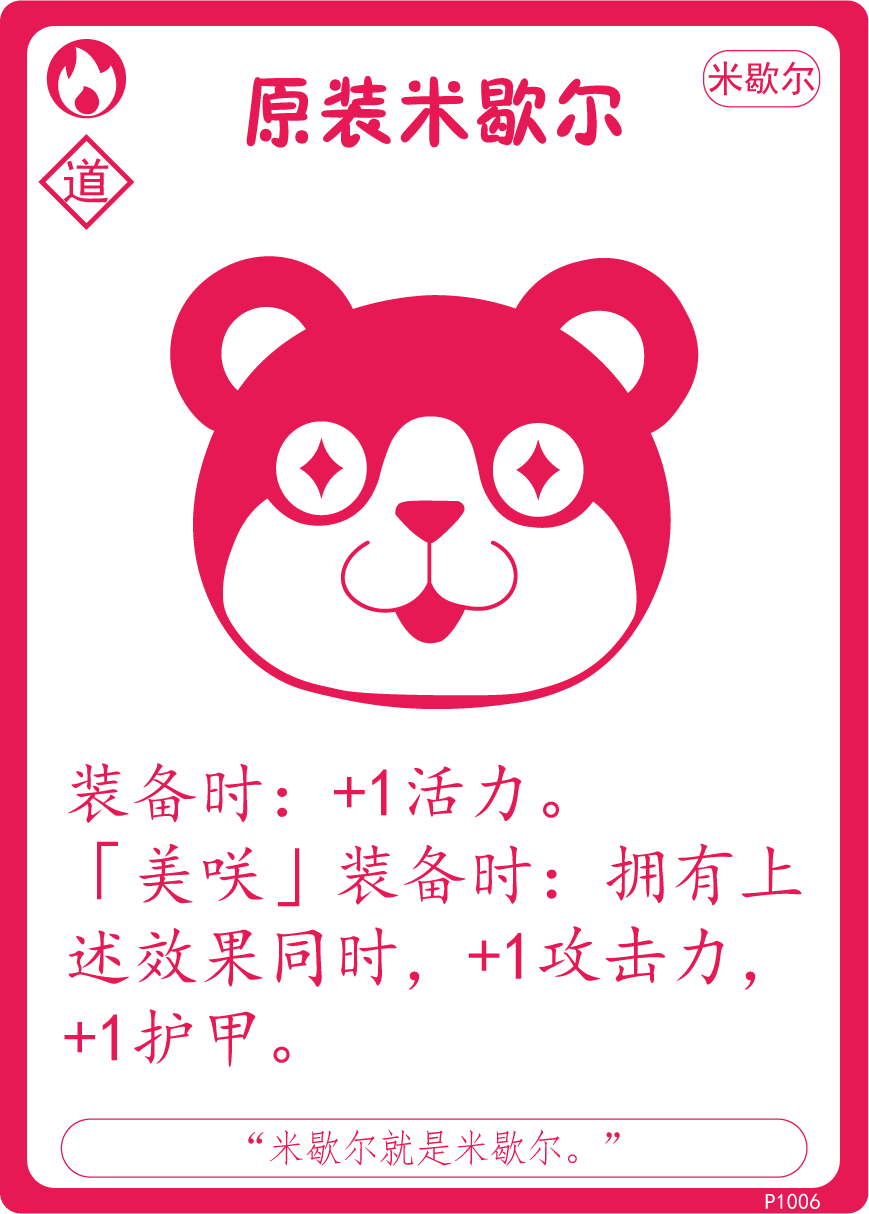 原装米歇尔
米歇尔
道
装备时：+1活力。
「美咲」装备时：拥有上
述效果同时，+1攻击力，
+1护甲。
“米歇尔就是米歇尔。”
P1006